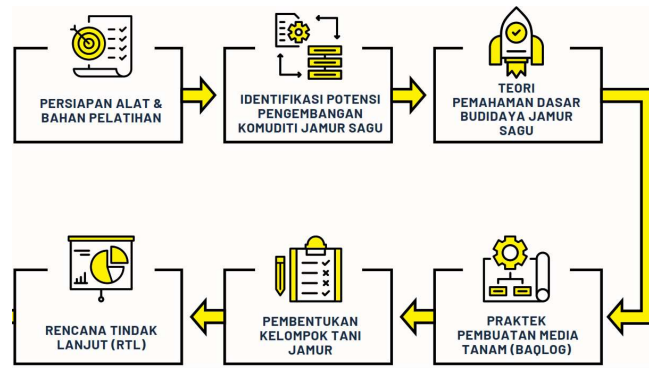 PERSIAPAN ALAT &
BAHAN PELATIHAN
IDENTIFIKASI POTENSI
PENGEMBANGAN
KOMUDITI JAMUR SAGU
TEORI
PEMAHAMAN DASAR
BUDIDAYA JAMUR
SAGU
PRAKTEK
PEMBUATAN MEDIA
TANAM (BAQLOG)
PEMBENTUKAN
KELOMPOK TANI
JAMUR
RENCANA TINDAK
LANJUT (RTL)